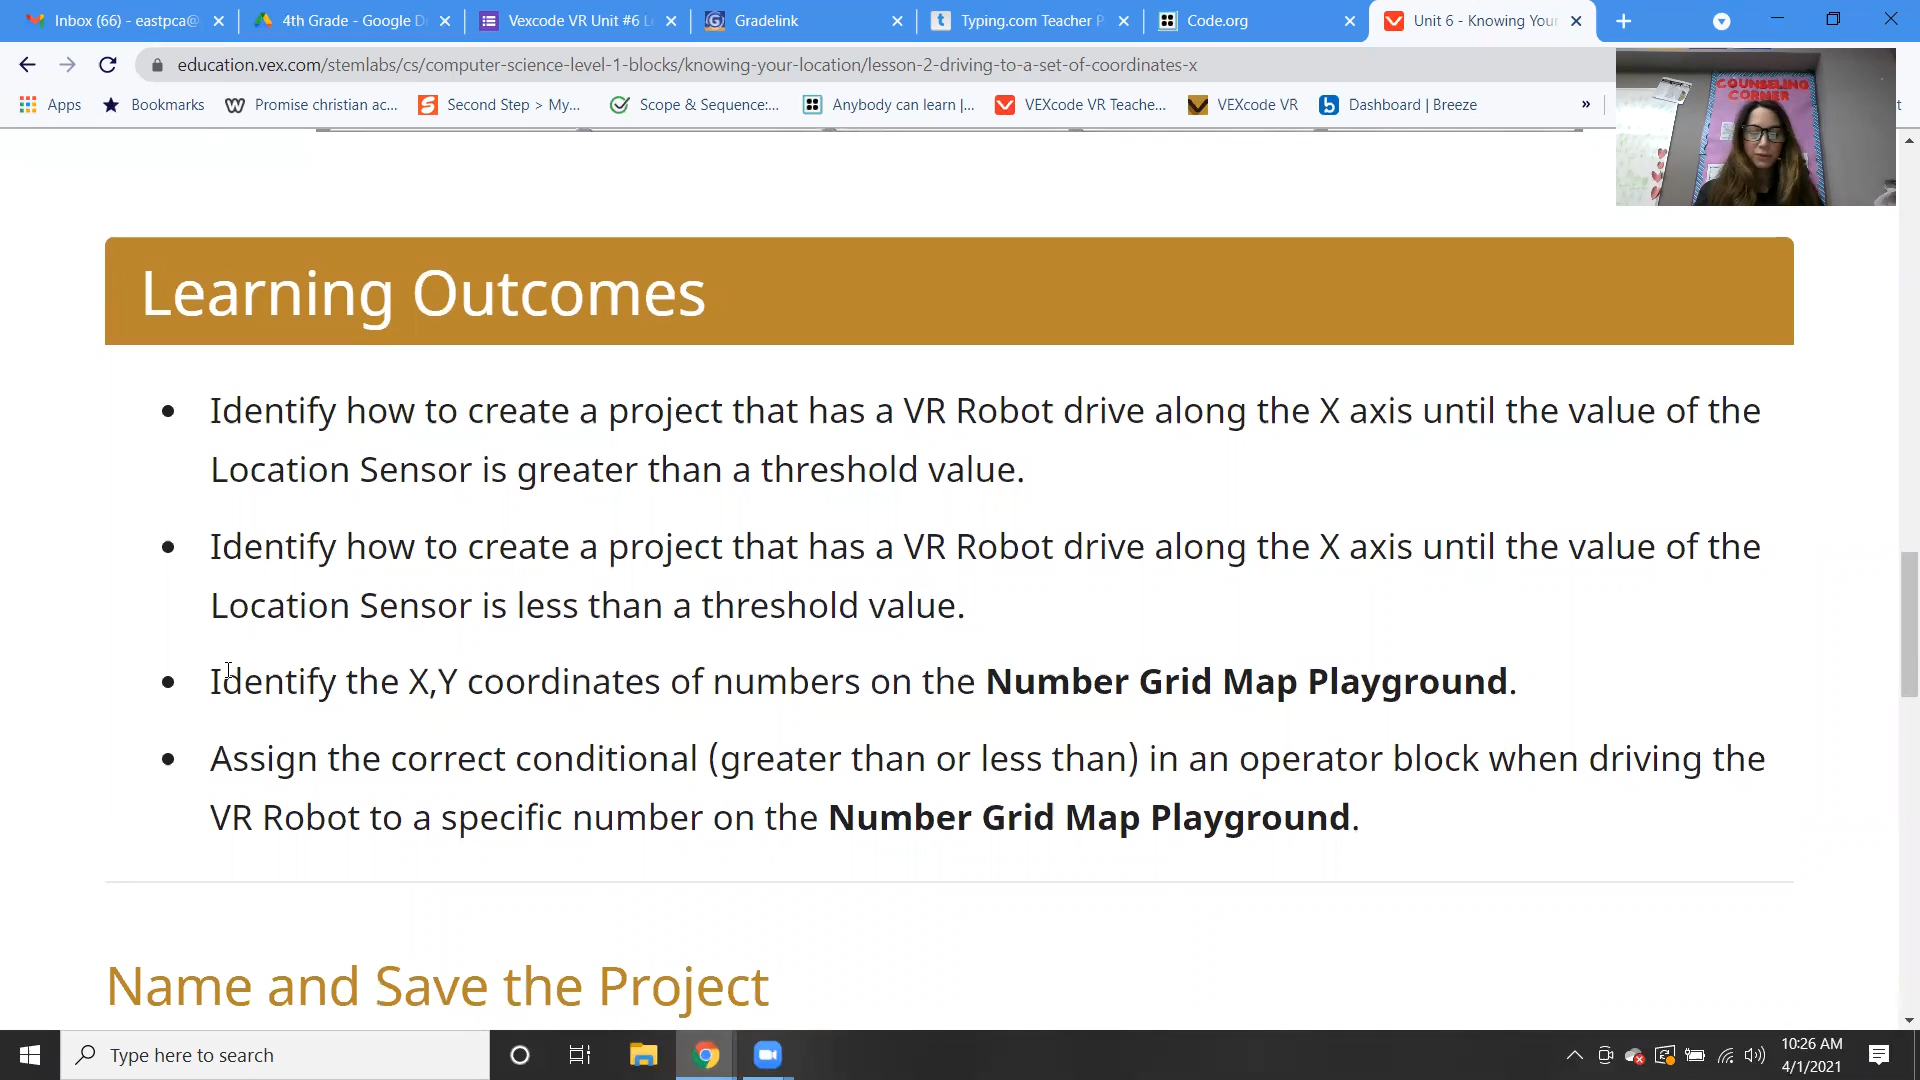 Inbox (66) - eastpca@
4th Grade - Google D
Vexcode VR Unit #6 L
Gradelink
Typing.com Teacher P
Code.org
Unit 6 - Knowing Your
education.vex.com/stemlabs/cs/computer-science-level-1-blocks/knowing-your-location/lesson-2-driving-to-a-set-of-coordinates-x
Apps
Bookmarks
Promise christian ac...
Second Step > My...
Scope & Sequence:...
Anybody can learn |...
VEXcode VR Teache...
VEXcode VR
Dashboard | Breeze
»
COUNSELING
CORNER
Learning Outcomes
• Identify how to create a project that has a VR Robot drive along the X axis until the value of the
Location Sensor is greater than a threshold value.
• Identify how to create a project that has a VR Robot drive along the X axis until the value of the
Location Sensor is less than a threshold value.
• Identify the X,Y coordinates of numbers on the Number Grid Map Playground.
• Assign the correct conditional (greater than or less than) in an operator block when driving the
VR Robot to a specific number on the Number Grid Map Playground.
Name and Save the Project
Type here to search
10:26 AM
4/1/2021